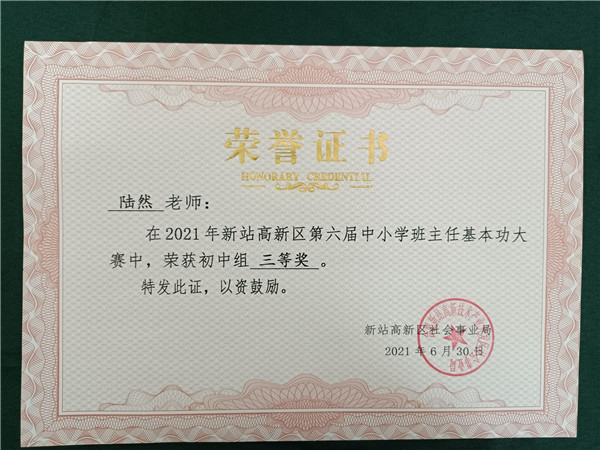 荣誉证书
HONORARY CREDENTIAL
陆然 老师：
在2021年新站高新区第六届中小学班主任基本功大
赛中，荣获初中组 三等奖 。
特发此证，以资鼓励。
新站高新区社会事业局
2021年6月30日